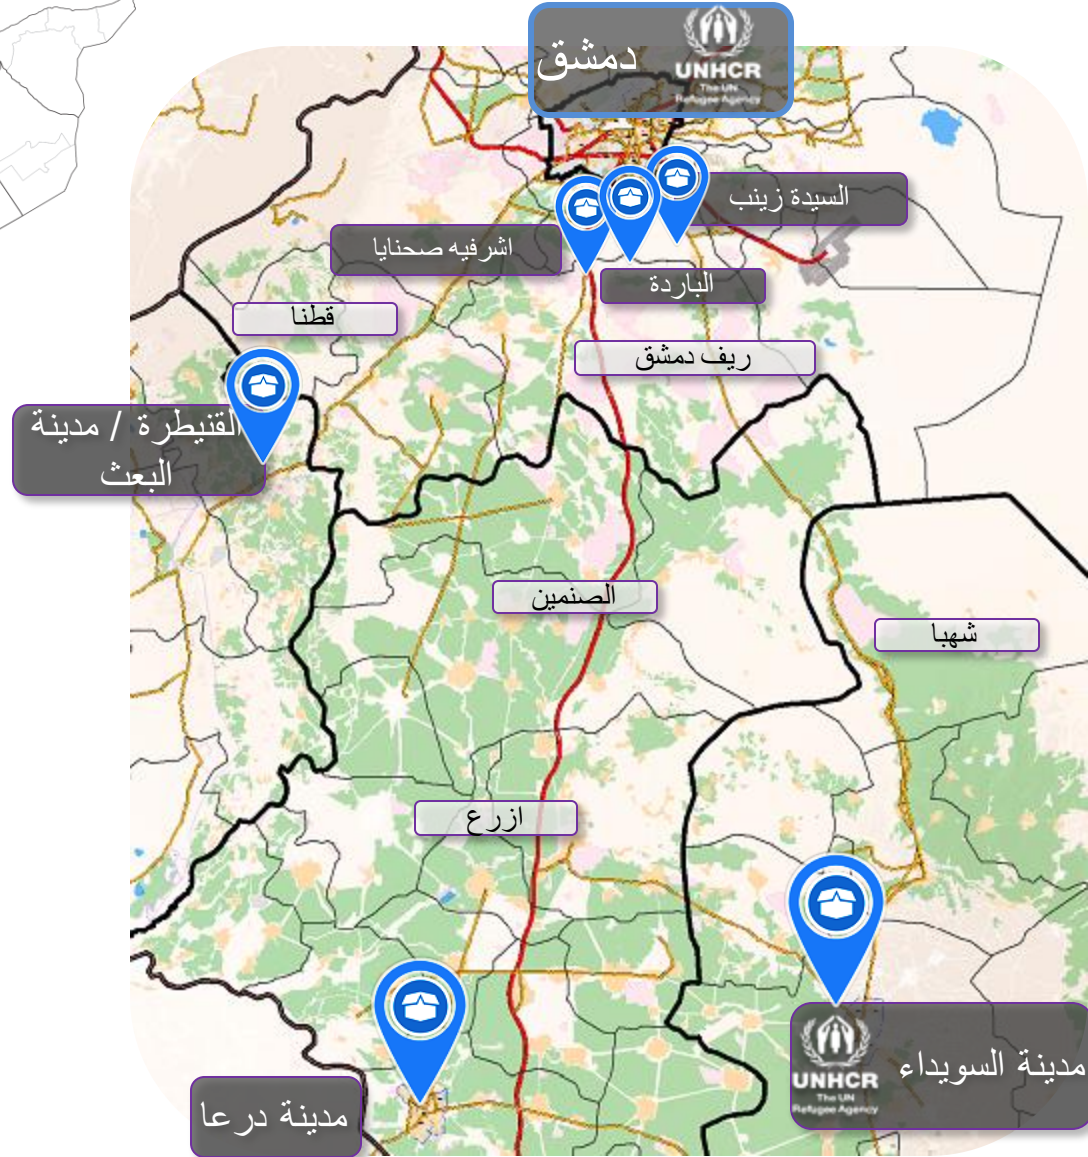 دمشق
UNHCR
The UN
Refugee Agency
السيدة زينب
اشرفيه صحنايا
الباردة
قطنا
ريف دمشق
القنيطرة / مدينة
البعث
الصنمين
شهبا
ازرع
مدينة السويداء
UNHCR
The UN
Refugee Agency
مدينة درعا